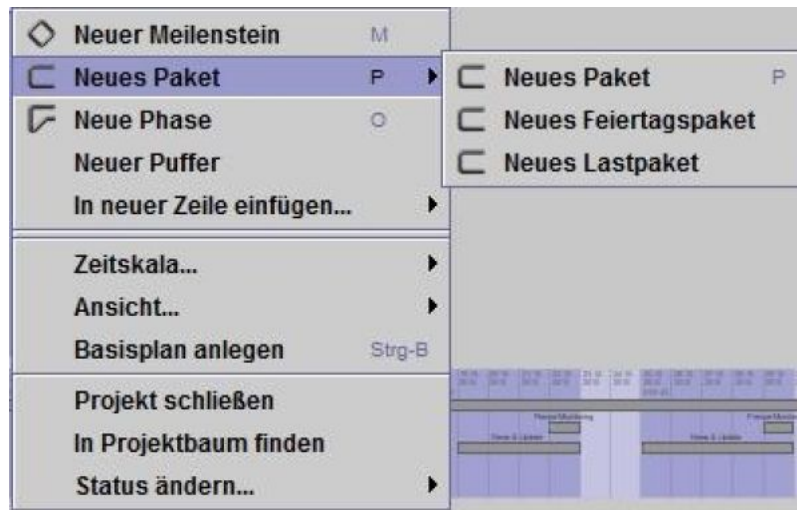 Neuer Meilenstein M
Neues Paket P
Neue Phase O
Neuer Puffer
In neuer Zeile einfügen...
Zeitskala...
Ansicht...
Basisplan anlegen Strg-B
Projekt schließen
In Projektbaum finden
Status ändern...
Neues Paket P
Neues Feiertagspaket
Neues Lastpaket